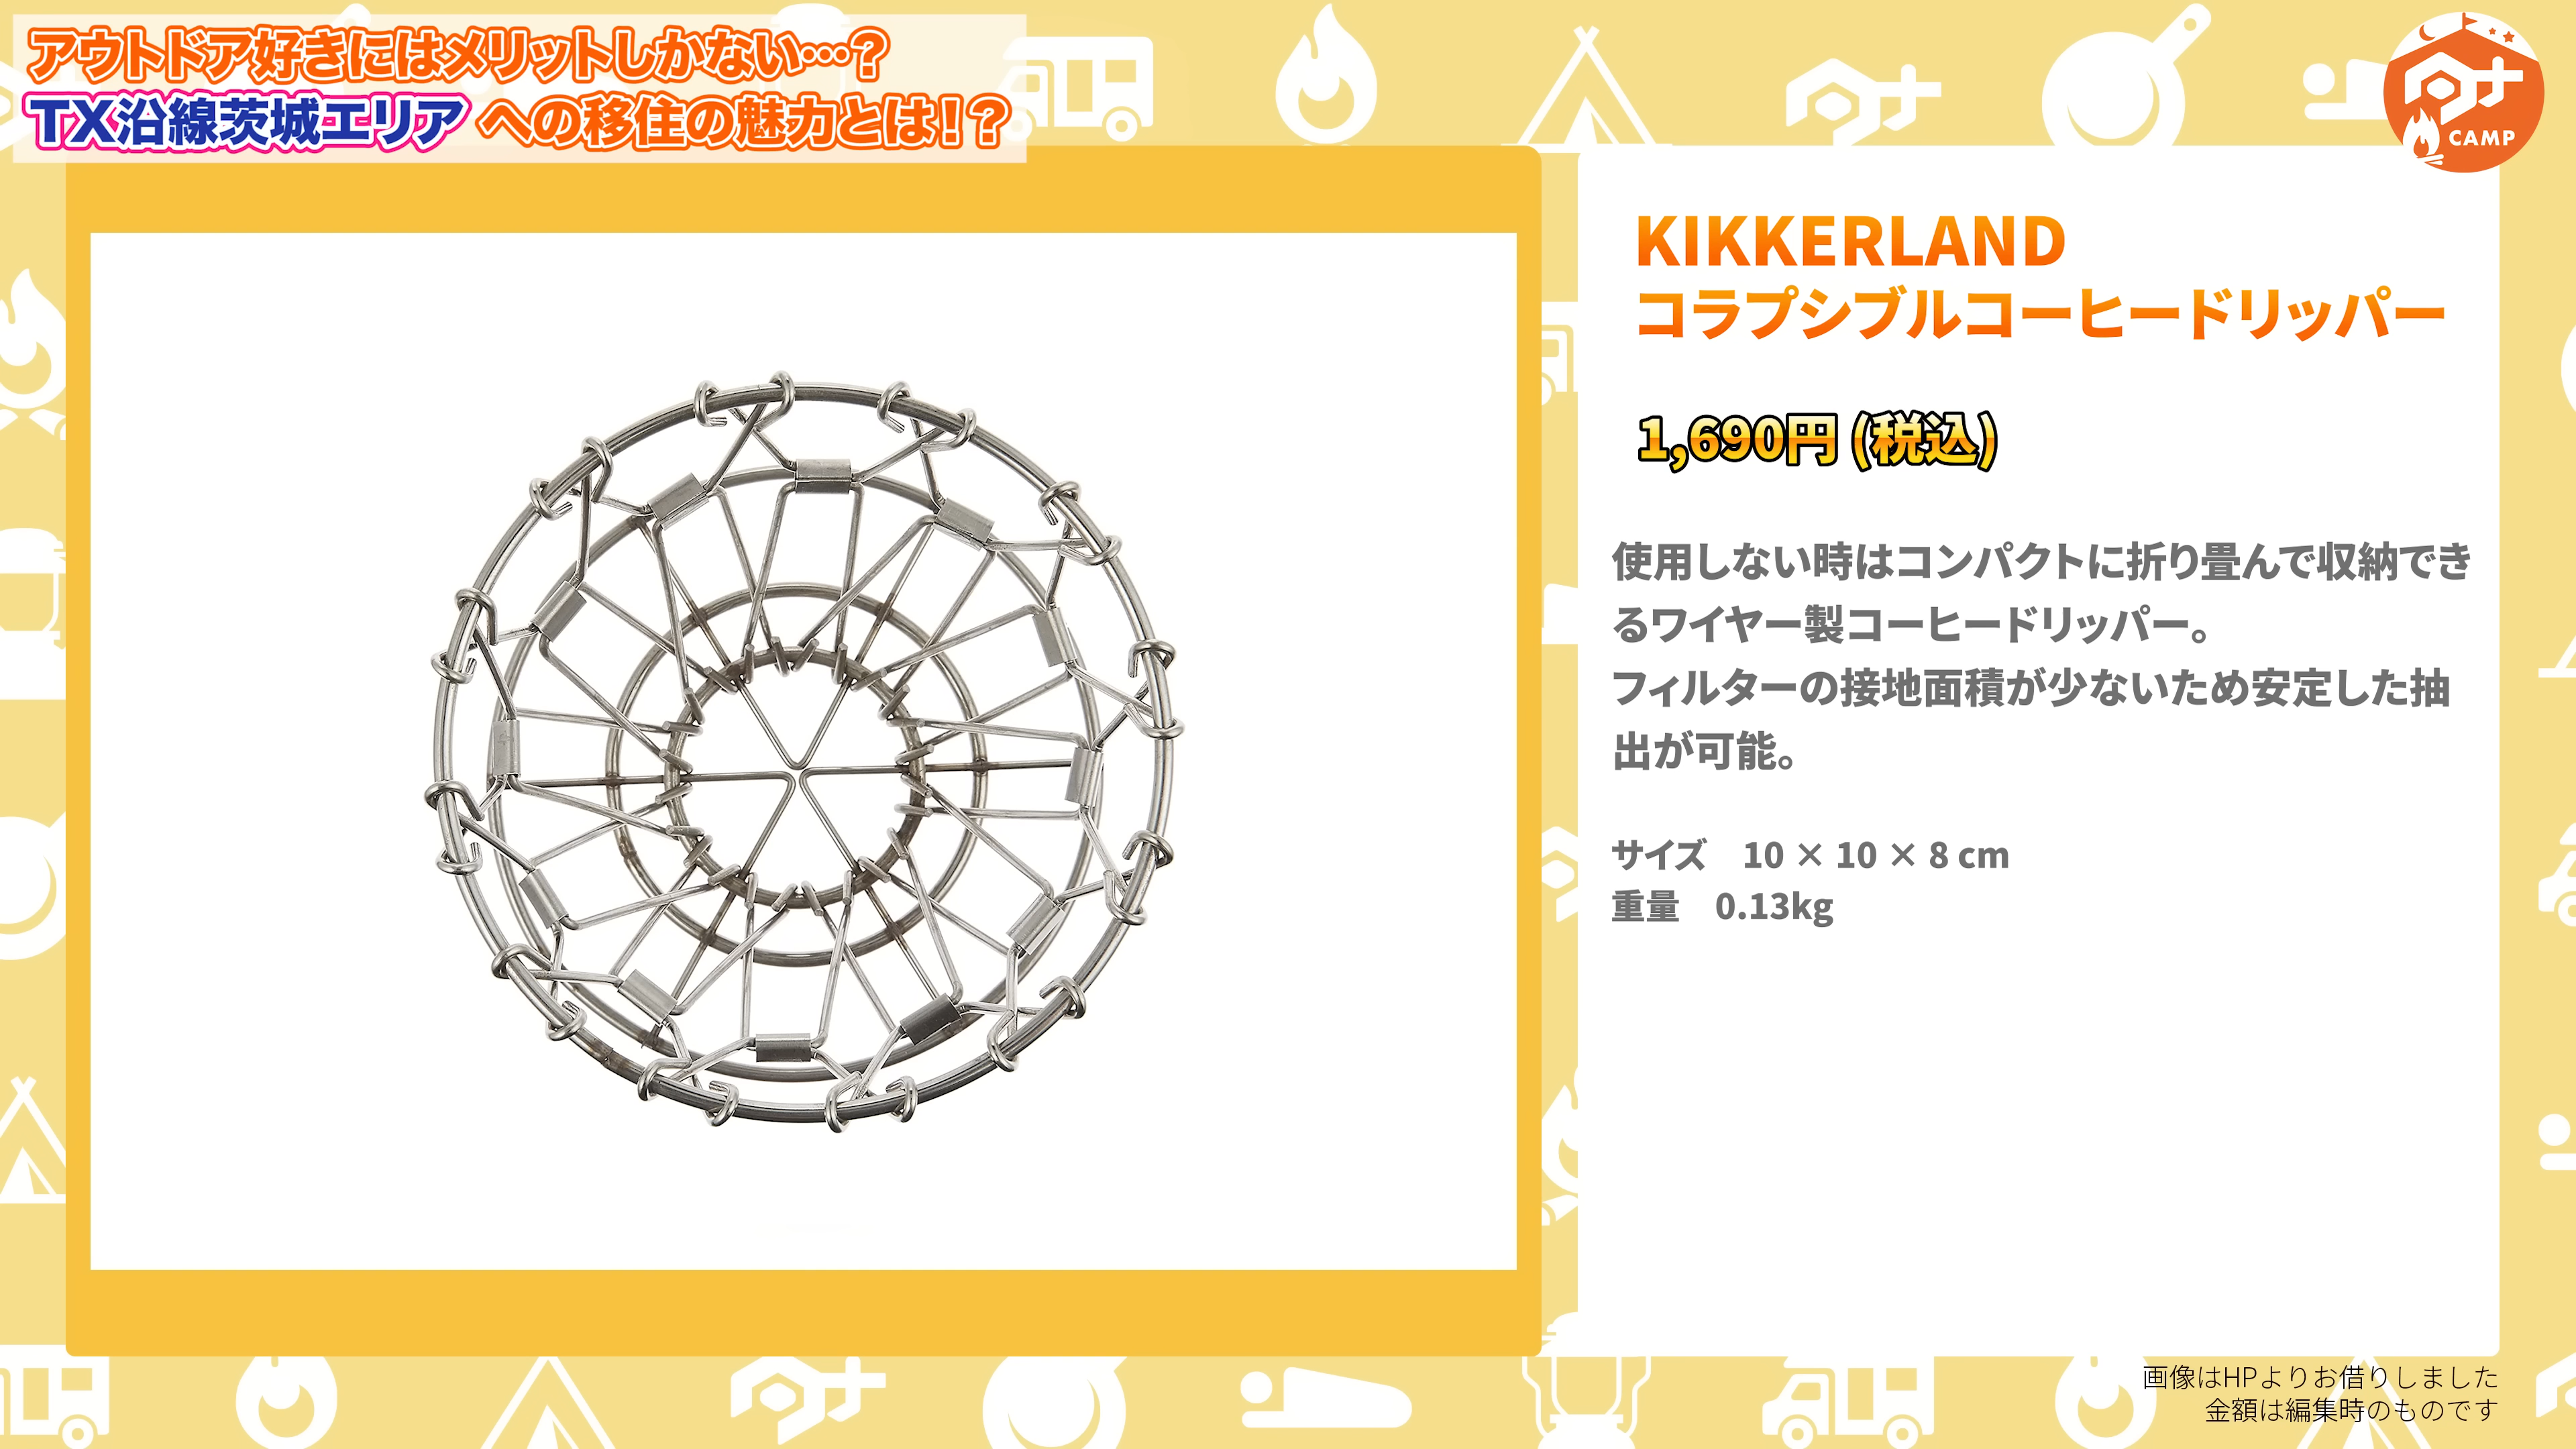 アウトドア好きにはメリットしかない…？
TX沿線茨城エリアへの移住の魅力とは！？
CAMP
KIKKERLAND
コラプシブルコーヒードリッパー
1,690円 (税込)
使用しない時はコンパクトに折り畳んで収納でき
るワイヤー製コーヒードリッパー。
フィルターの接地面積が少ないため安定した抽
出が可能。
サイズ　10 × 10 × 8 cm
重量　0.13kg
画像はHPよりお借りしました
金額は編集時のものです